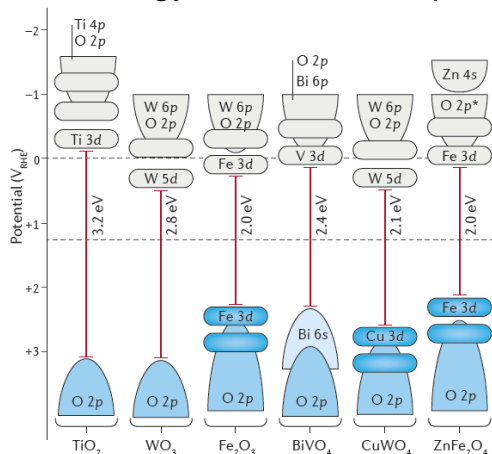 Ti 4p
O 2p
O 2p
Bi 6p
Zn 4s
W 6p
O 2p
W 6p
O 2p
W 6p
O 2p
O 2p*
Ti 3d
Fe 3d
V 3d
Fe 3d
W 5d
W 5d
3.2 eV
2.8 eV
2.0 eV
2.4 eV
2.1 eV
2.0 eV
Potential (V_RHE)
–2
–1
0
+1
+2
+3
Fe 3d
Fe 3d
Bi 6s
Cu 3d
O 2p
O 2p
O 2p
O 2p
O 2p
O 2p
TiO₂
WO₃
Fe₂O₃
BiVO₄
CuWO₄
ZnFe₂O₄